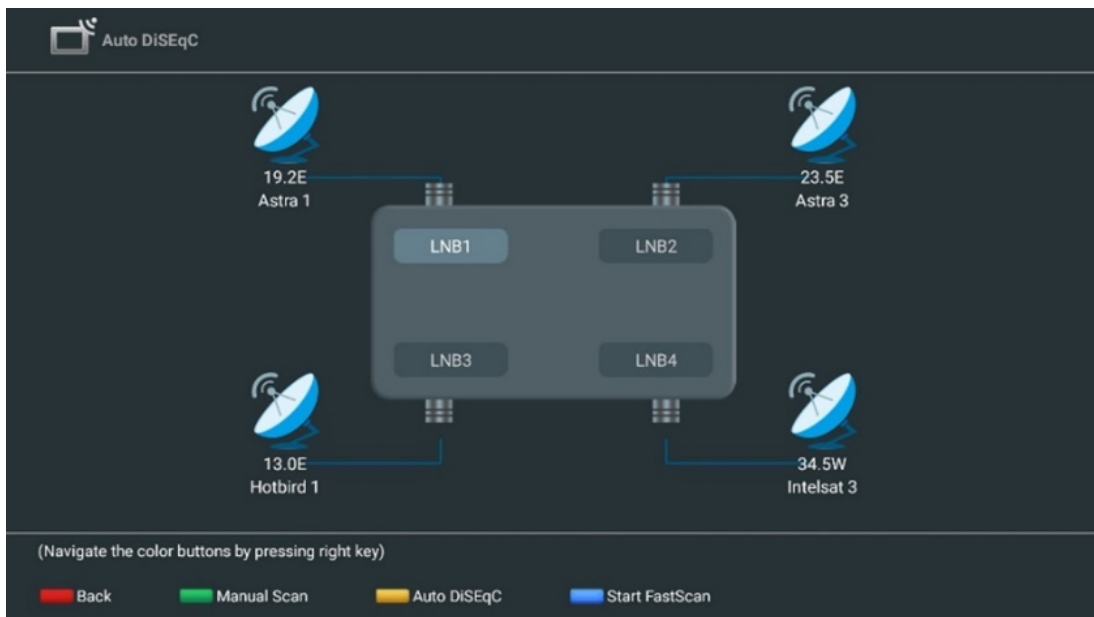 Auto DiSEqC
19.2E
Astra 1
23.5E
Astra 3
LNB1
LNB2
LNB3
LNB4
13.0E
Hotbird 1
34.5W
Intelsat 3
(Navigate the color buttons by pressing right key)
Back
Manual Scan
Auto DiSEqC
Start FastScan